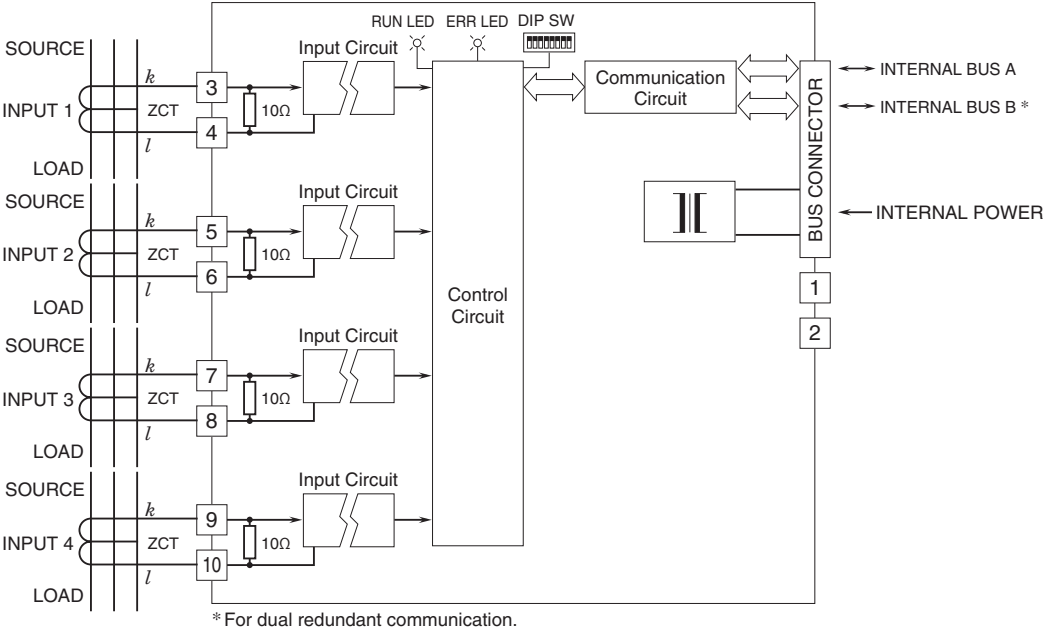 RUN LED ERR LED DIP SW
SOURCE
Input Circuit
k
3
INPUT 1
ZCT
10Ω
4
l
LOAD
Communication
Circuit
BUS CONNECTOR
INTERNAL BUS A
INTERNAL BUS B *
INTERNAL POWER
1
2
SOURCE
Input Circuit
k
5
INPUT 2
ZCT
10Ω
6
l
LOAD
Control
Circuit
SOURCE
Input Circuit
k
7
INPUT 3
ZCT
10Ω
8
l
LOAD
SOURCE
Input Circuit
k
9
INPUT 4
ZCT
10Ω
10
l
LOAD
* For dual redundant communication.